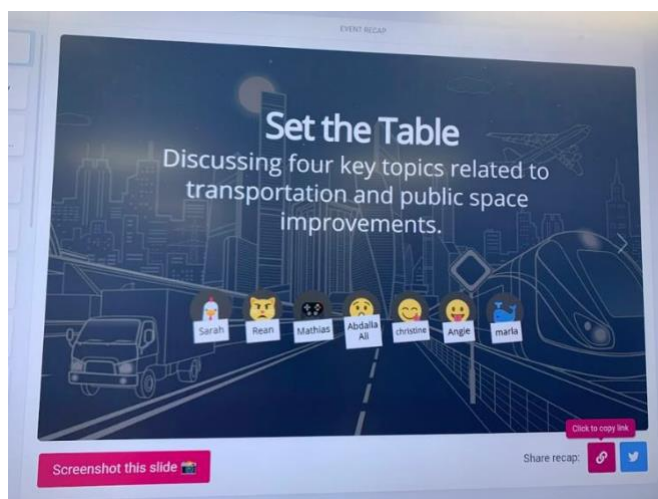 EVENT RECAP
Set the Table
Discussing four key topics related to
transportation and public space
improvements.
Sarah
Rean
Mathias
Abdalla
Ali
christine
Angie
marla
Click to copy link
Screenshot this slide
Share recap: